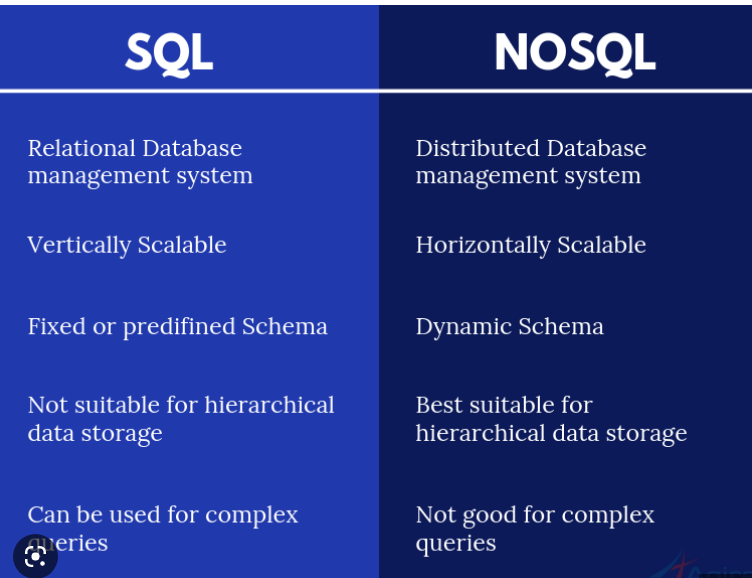 SQL
NOSQL
Relational Database
management system
Distributed Database
management system
Vertically Scalable
Horizontally Scalable
Fixed or predifined Schema
Dynamic Schema
Not suitable for hierarchical
data storage
Best suitable for
hierarchical data storage
Can be used for complex
queries
Not good for complex
queries